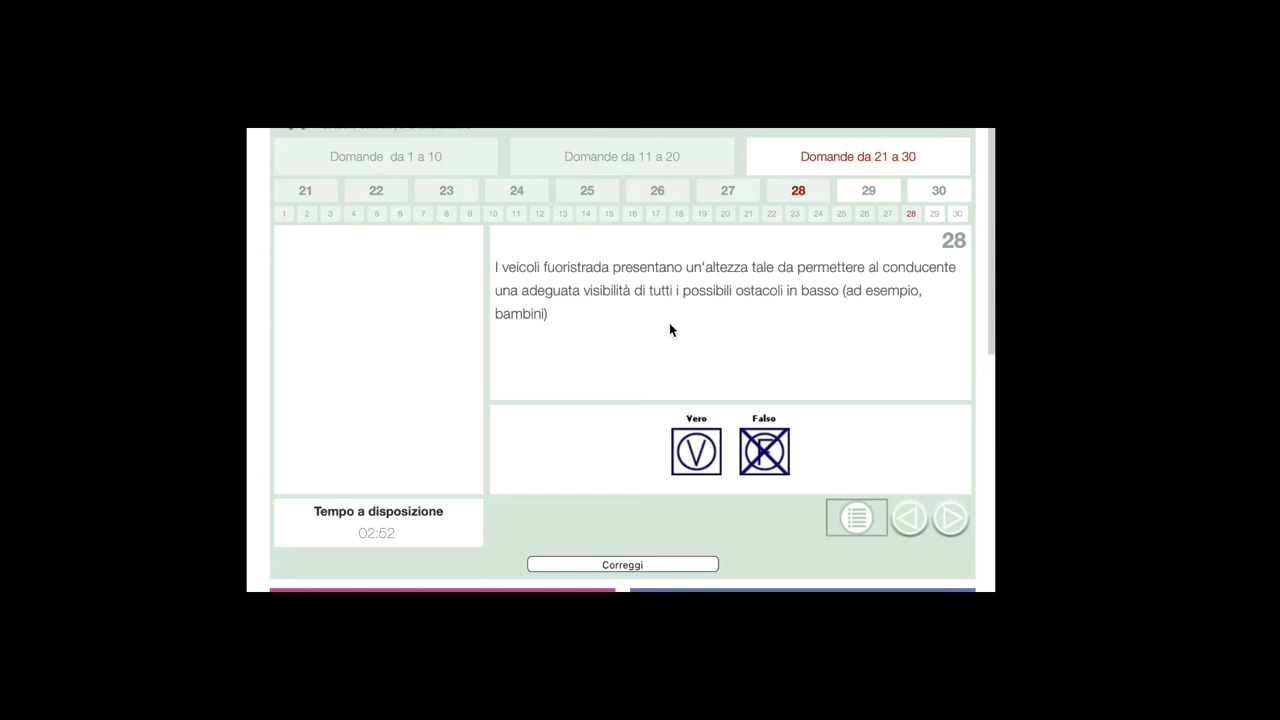 Domande da 1 a 10
Domande da 11 a 20
Domande da 21 a 30
21 22 23 24 25 26 27 28 29 30
1 2 3 4 5 6 7 8 9 10 11 12 13 14 15 16 17 18 19 20 21 22 23 24 25 26 27 28 29 30
28
I veicoli fuoristrada presentano un'altezza tale da permettere al conducente
una adeguata visibilità di tutti i possibili ostacoli in basso (ad esempio,
bambini)
Vero Falso
V F
Tempo a disposizione
02:52
Correggi